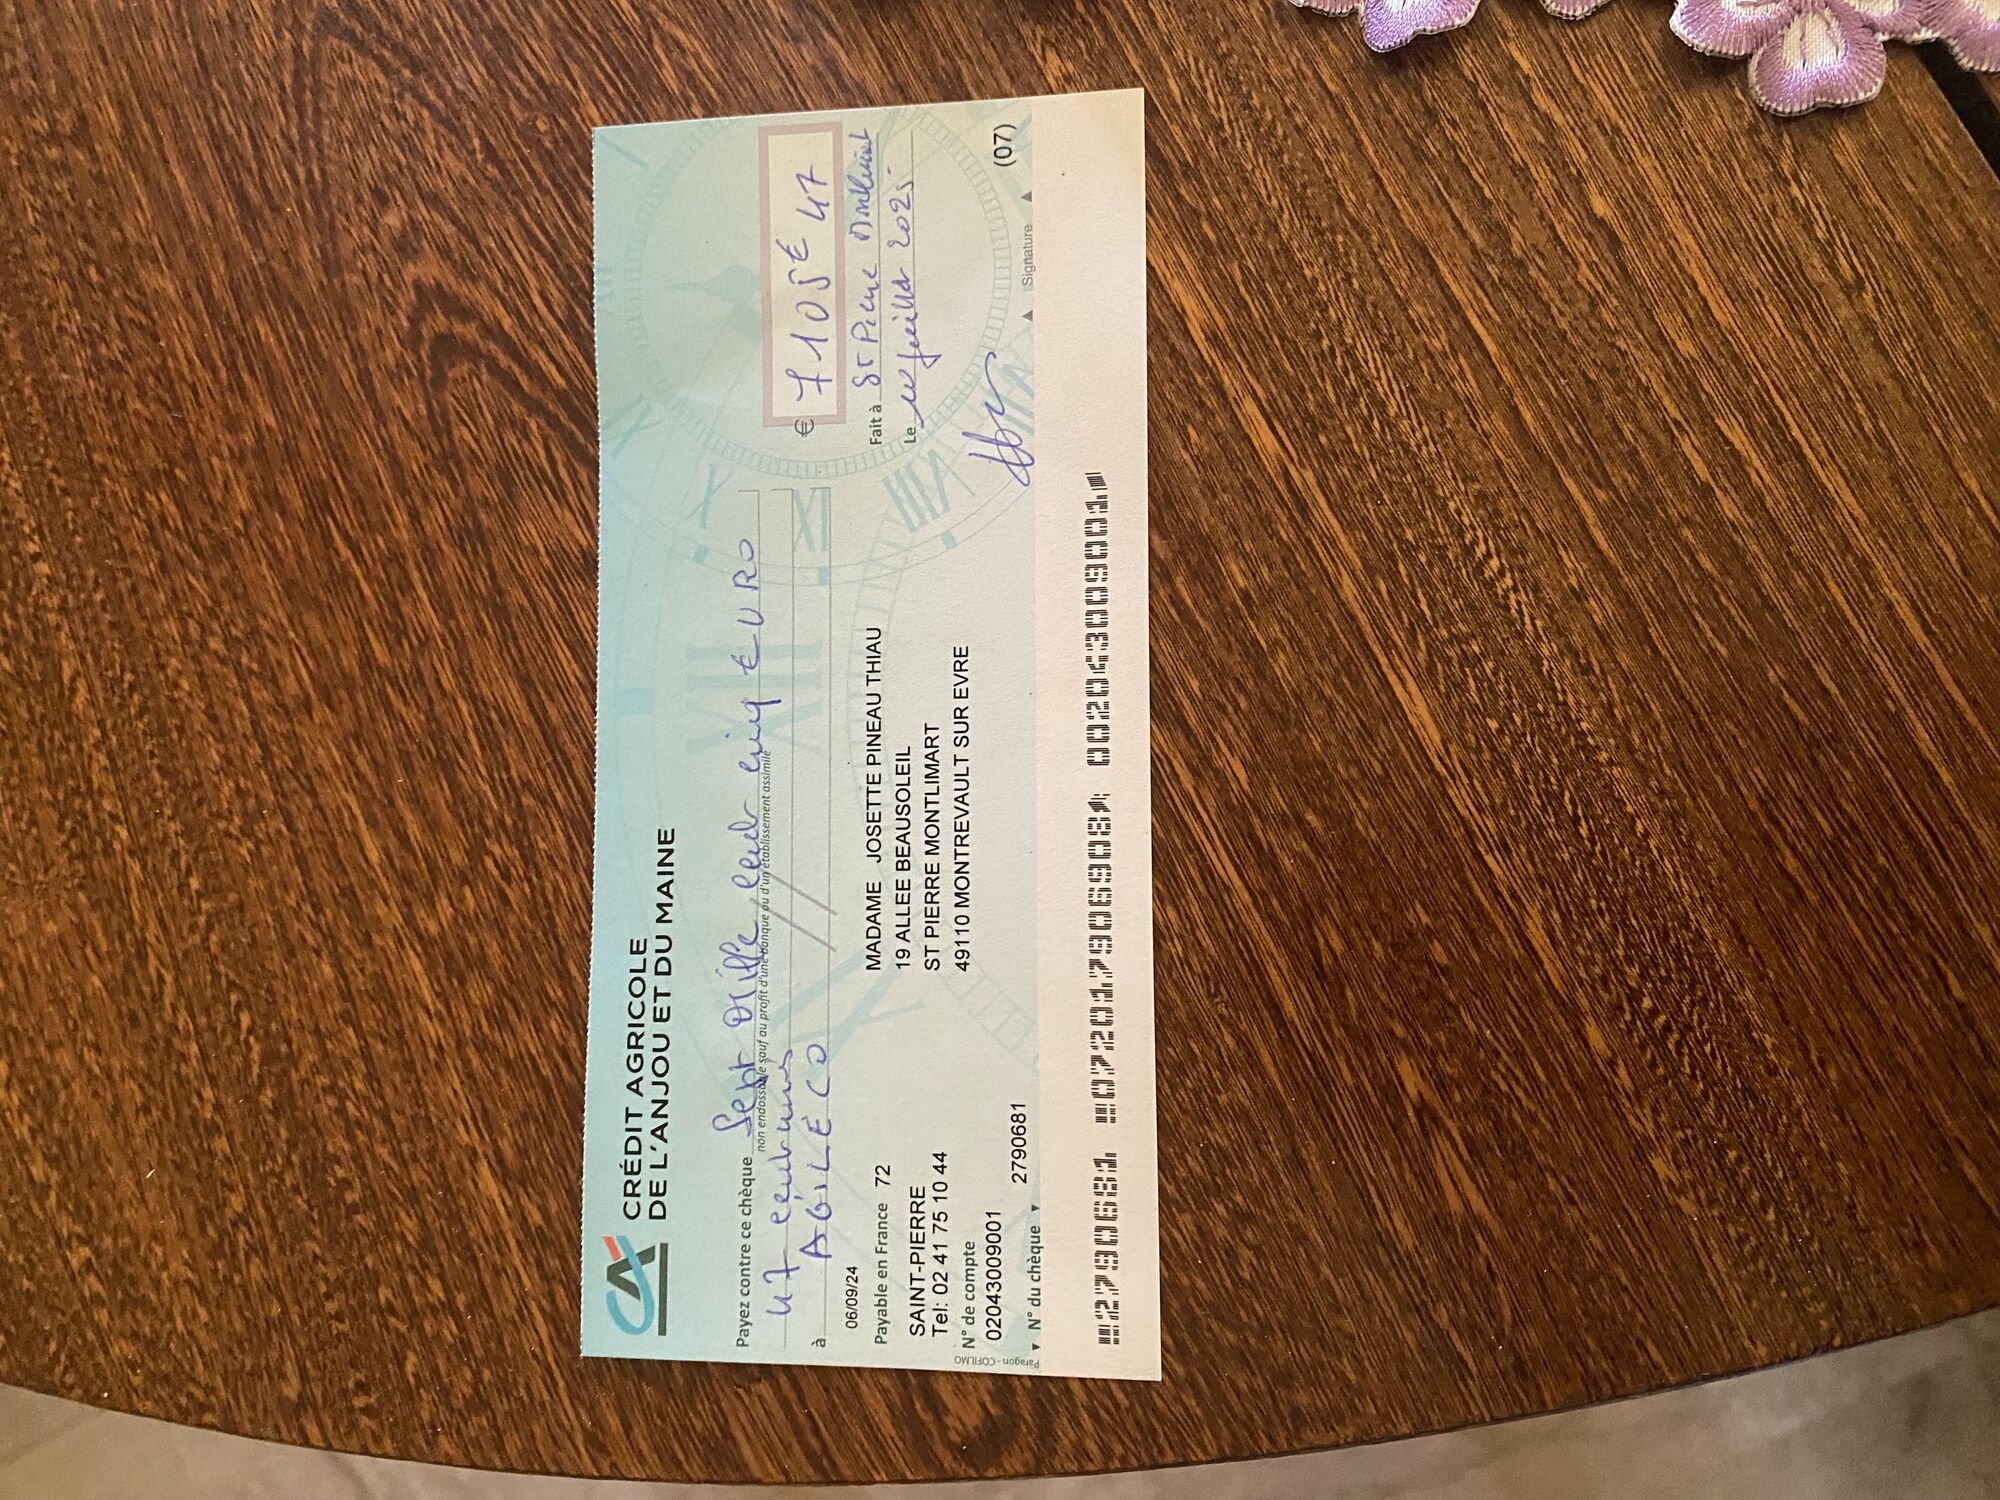 CRÉDIT AGRICOLE
DE L'ANJOU ET DU MAINE
Payez contre ce chèque Sept Mille cent cinq EURO
non endossable sauf au profit d'une banque ou d'un établissement assimilé
47 centimes
à AGILECO
€ 7105€ 47
Fait à St Pierre Montlimart
Le juillet 2025
06/09/24
Payable en France 72
SAINT-PIERRE
Tel: 02 41 75 10 44
N° de compte
02043009001
MADAME JOSETTE PINEAU THIAU
19 ALLEE BEAUSOLEIL
ST PIERRE MONTLIMART
49110 MONTREVAULT SUR EVRE
▼ N° du chèque ▼ 2790681
▲ Signature ▲
(07)
Paragon - COFILMO